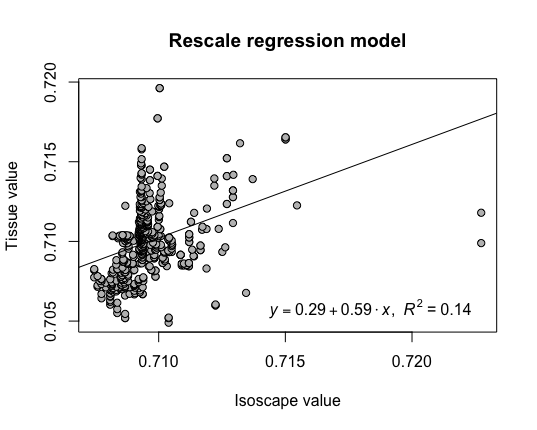 Rescale regression model
Tissue value
0.720
0.715
0.710
0.705
y = 0.29 + 0.59 · x, R² = 0.14
0.710 0.715 0.720
Isoscape value